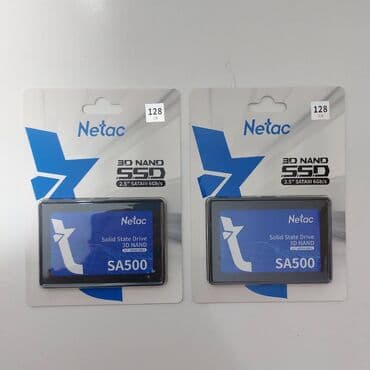 128
Netac
3D NAND
SSD
2.5" SATAIII 6Gb/s
Netac
Solid State Drive
3D NAND
SA500
128
Netac
3D NAND
SSD
2.5" SATAIII 6Gb/s
Netac
Solid State Drive
3D NAND
SA500